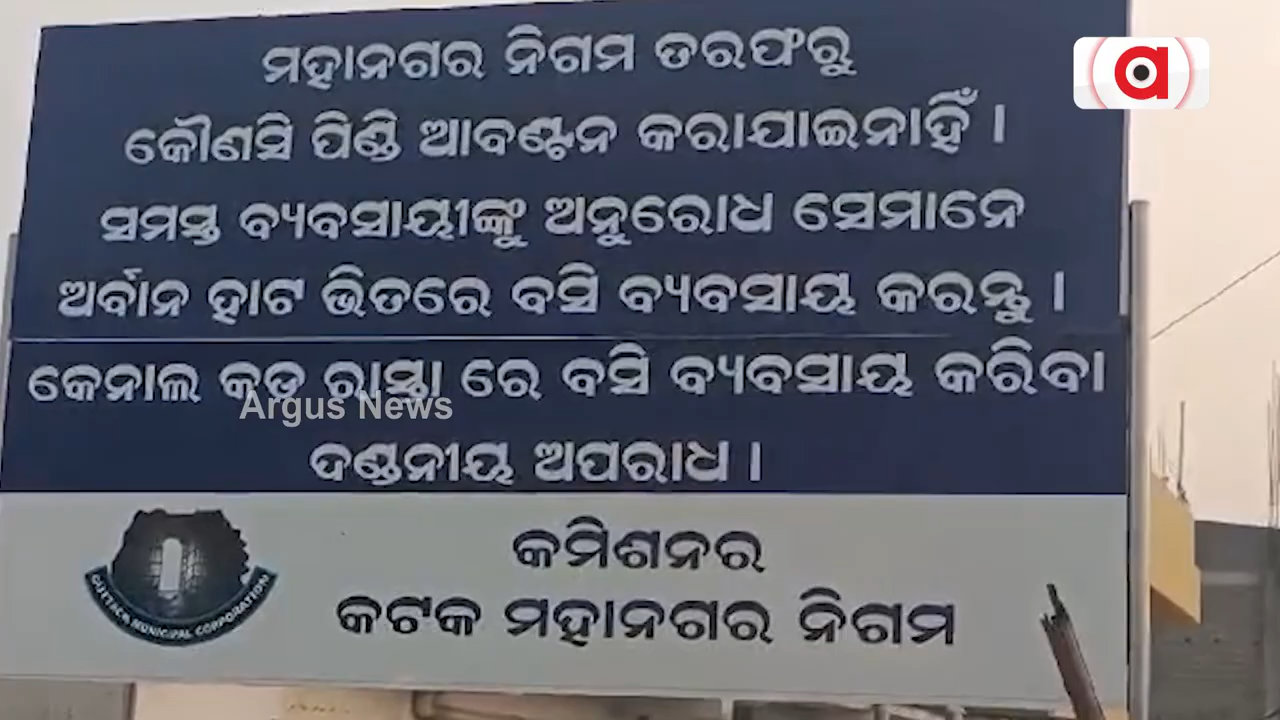 ମହାନଗର ନିଗମ ତରଫରୁ
କୌଣସି ପିଣ୍ଡି ଆବଣ୍ଟନ କରାଯାଇନାହିଁ ।
ସମସ୍ତ ବ୍ୟବସାୟୀଙ୍କୁ ଅନୁରୋଧ ସେମାନେ
ଅର୍ବାନ ହାଟ ଭିତରେ ବସି ବ୍ୟବସାୟ କରନ୍ତୁ ।
କେନାଲ କଡ ରାସ୍ତା ରେ ବସି ବ୍ୟବସାୟ କରିବା
Argus News
ଦଣ୍ଡନୀୟ ଅପରାଧ ।
କମିଶନର
କଟକ ମହାନଗର ନିଗମ
CUTTACK MUNICIPAL CORPORATION
a